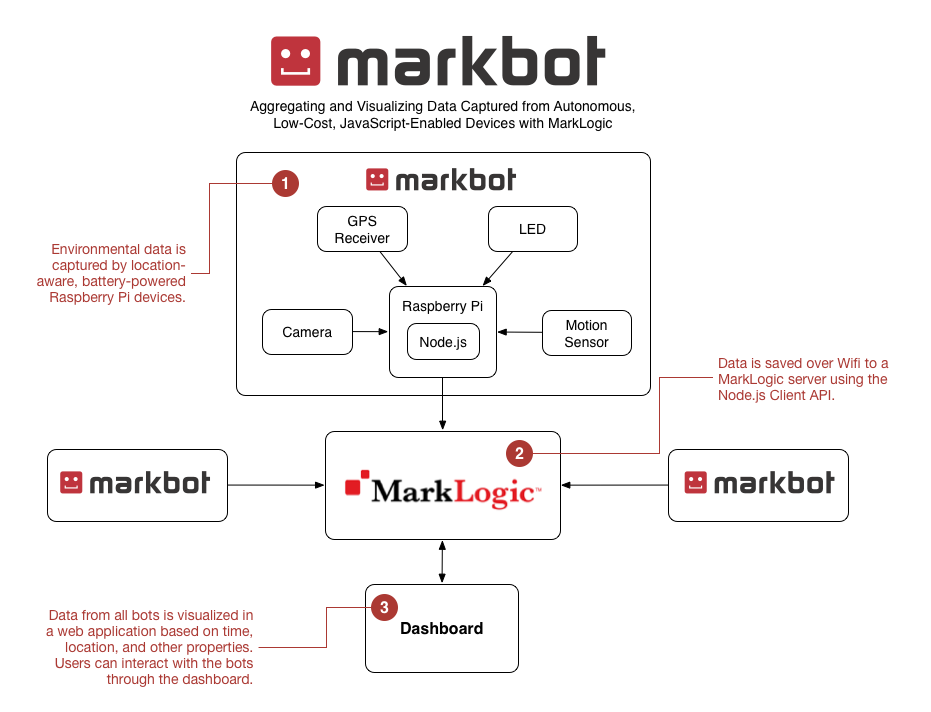 markbot
Aggregating and Visualizing Data Captured from Autonomous,
Low-Cost, JavaScript-Enabled Devices with MarkLogic
1
markbot
GPS
Receiver
LED
Environmental data is
captured by location-
aware, battery-powered
Raspberry Pi devices.
Raspberry Pi
Node.js
Camera
Motion
Sensor
Data is saved over Wifi to a
MarkLogic server using the
Node.js Client API.
2
markbot
MarkLogic™
markbot
3
Dashboard
Data from all bots is visualized in
a web application based on time,
location, and other properties.
Users can interact with the bots
through the dashboard.